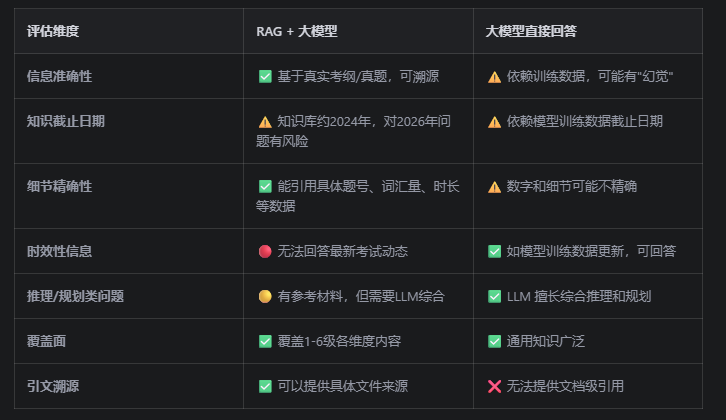 评估维度 RAG + 大模型 大模型直接回答
信息准确性 ✅ 基于真实考纲/真题，可溯源 ⚠️ 依赖训练数据，可能有"幻觉"
知识截止日期 ⚠️ 知识库约2024年，对2026年问
题有风险 ⚠️ 依赖模型训练数据截止日期
细节精确性 ✅ 能引用具体题号、词汇量、时长
等数据 ⚠️ 数字和细节可能不精确
时效性信息 🔴 无法回答最新考试动态 ✅ 如模型训练数据更新，可回答
推理/规划类问题 🟡 有参考材料，但需要LLM综合 ✅ LLM 擅长综合推理和规划
覆盖面 ✅ 覆盖1-6级各维度内容 ✅ 通用知识广泛
引文溯源 ✅ 可以提供具体文件来源 ❌ 无法提供文档级引用